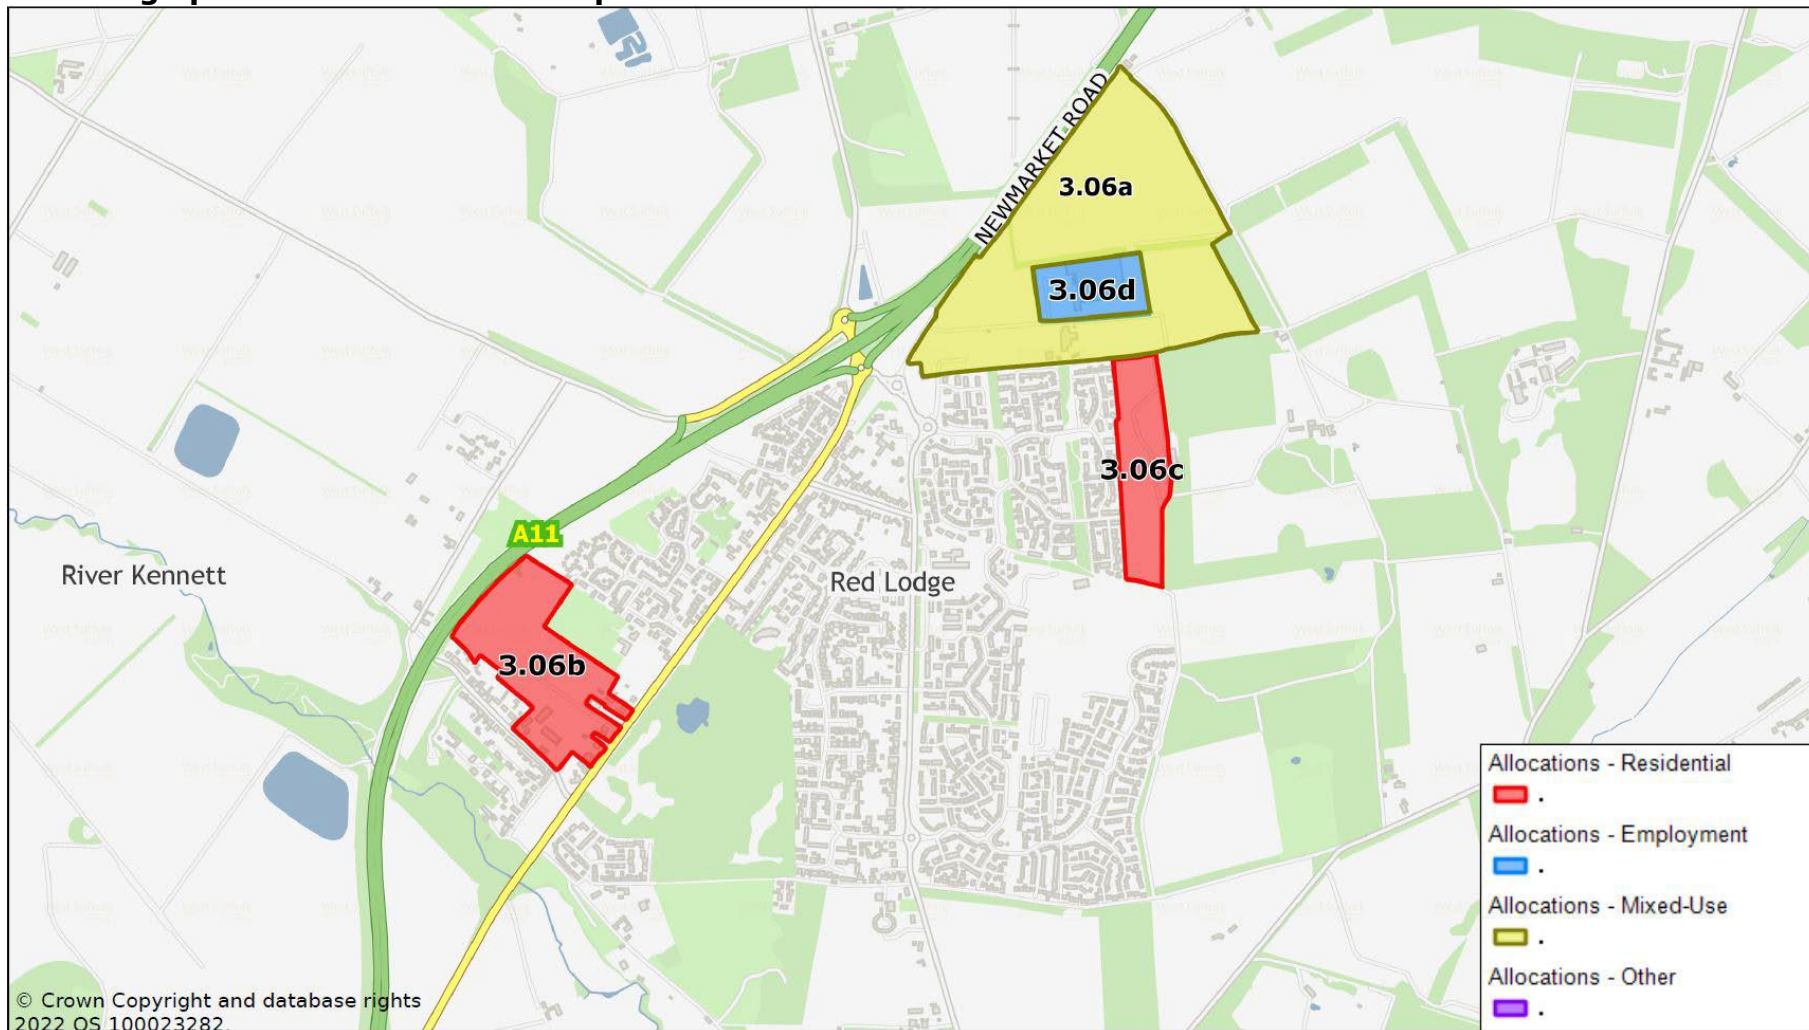 NEWMARKET ROAD
3.06a
3.06d
3.06c
A11
River Kennett
Red Lodge
3.06b
Allocations - Residential
.
Allocations - Employment
.
Allocations - Mixed-Use
.
Allocations - Other
.
© Crown Copyright and database rights
2022 OS 100023282.